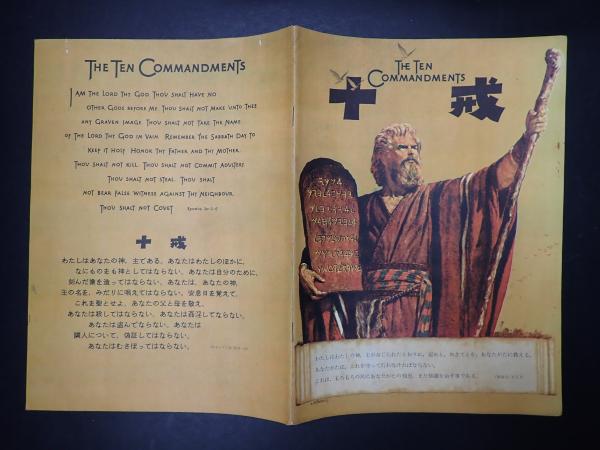 THE TEN COMMANDMENTS
I AM THE LORD THY GOD. THOU SHALT HAVE NO
OTHER GODS BEFORE ME. THOU SHALT NOT MAKE UNTO THEE
ANY GRAVEN IMAGE. THOU SHALT NOT TAKE THE NAME
OF THE LORD THY GOD IN VAIN. REMEMBER THE SABBATH DAY TO
KEEP IT HOLY. HONOR THY FATHER AND THY MOTHER.
THOU SHALT NOT KILL. THOU SHALT NOT COMMIT ADULTERY.
THOU SHALT NOT STEAL. THOU SHALT
NOT BEAR FALSE WITNESS AGAINST THY NEIGHBOUR.
THOU SHALT NOT COVET
十戒
わたしはあなたの神、主である。あなたはわたしのほかに、
なにものをも神としてはならない。あなたは自分のために、
刻んだ像を造ってはならない。あなたは、あなたの神、
主の名を、みだりに唱えてはならない。安息日を覚えて、
これを聖とせよ。あなたの父と母を敬え。
あなたは殺してはならない。あなたは姦淫してはならない。
あなたは盗んではならない。あなたは
隣人について、偽証してはならない。
あなたはむさぼってはならない。
THE TEN
COMMANDMENTS
十戒